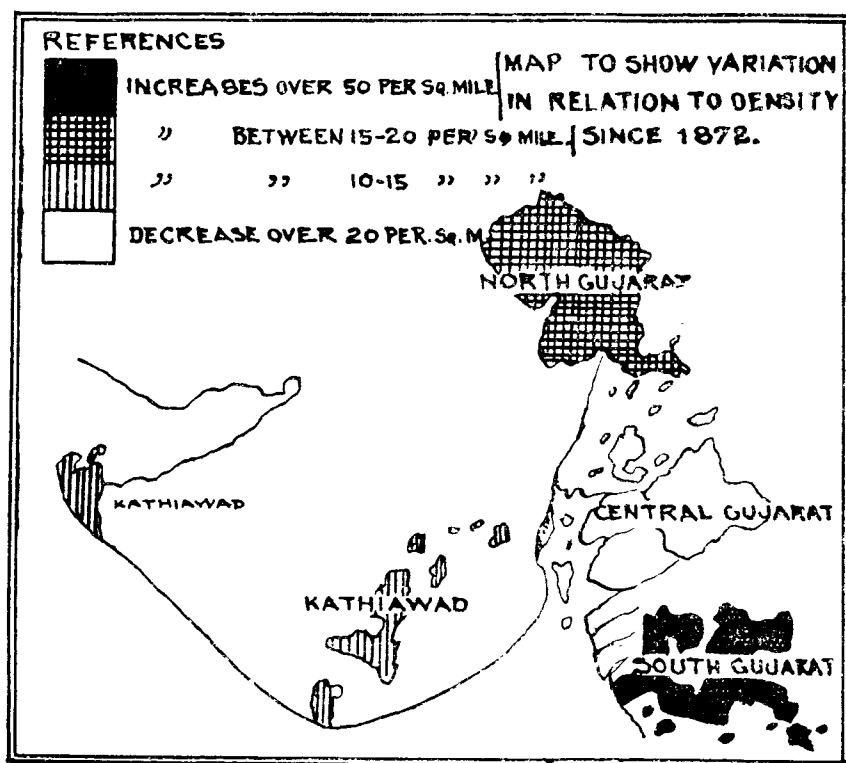 REFERENCES
INCREASES OVER 50 PER SQ. MILE
„ BETWEEN 15-20 PER SQ MILE
„ „ 10-15 „ „ „
DECREASE OVER 20 PER. SQ. M
MAP TO SHOW VARIATION
IN RELATION TO DENSITY
SINCE 1872.
NORTH GUJARAT
KATHIAWAD
CENTRAL GUJARAT
KATHIAWAD
SOUTH GUJARAT